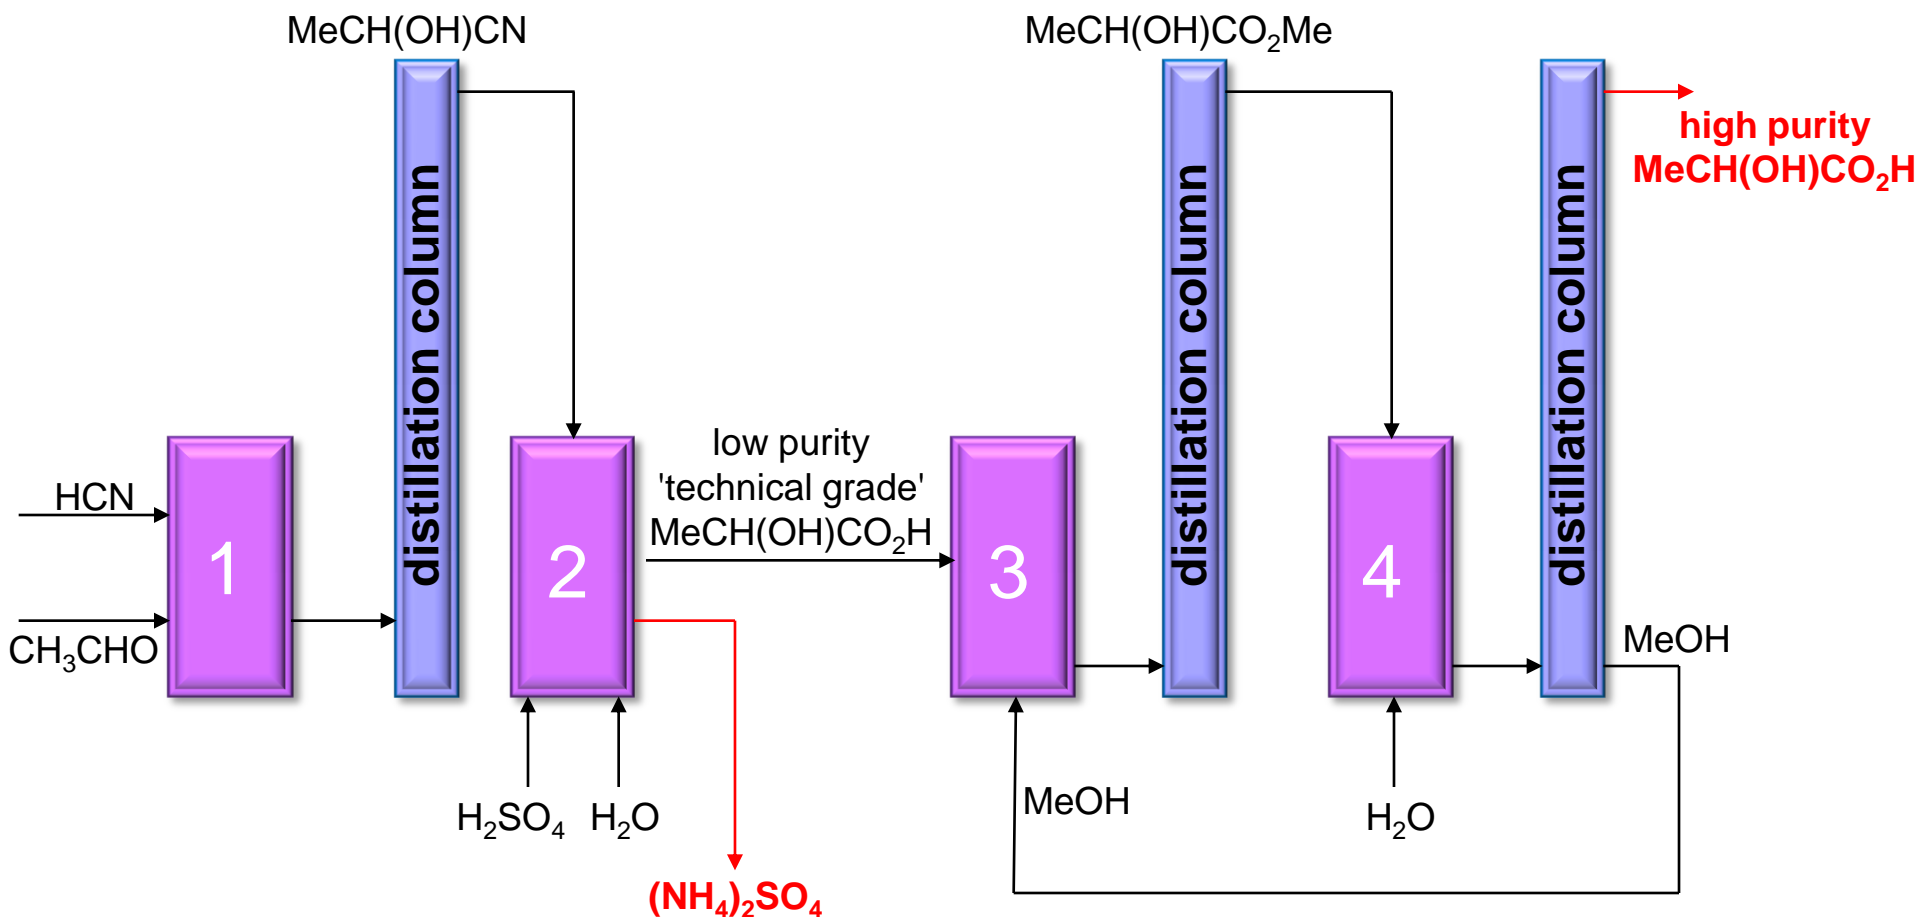 MeCH(OH)CN
MeCH(OH)CO₂Me
high purity
MeCH(OH)CO₂H
distillation column
distillation column
distillation column
low purity
'technical grade'
MeCH(OH)CO₂H
HCN
CH₃CHO
1
2
3
4
MeOH
H₂SO₄
H₂O
MeOH
H₂O
(NH₄)₂SO₄